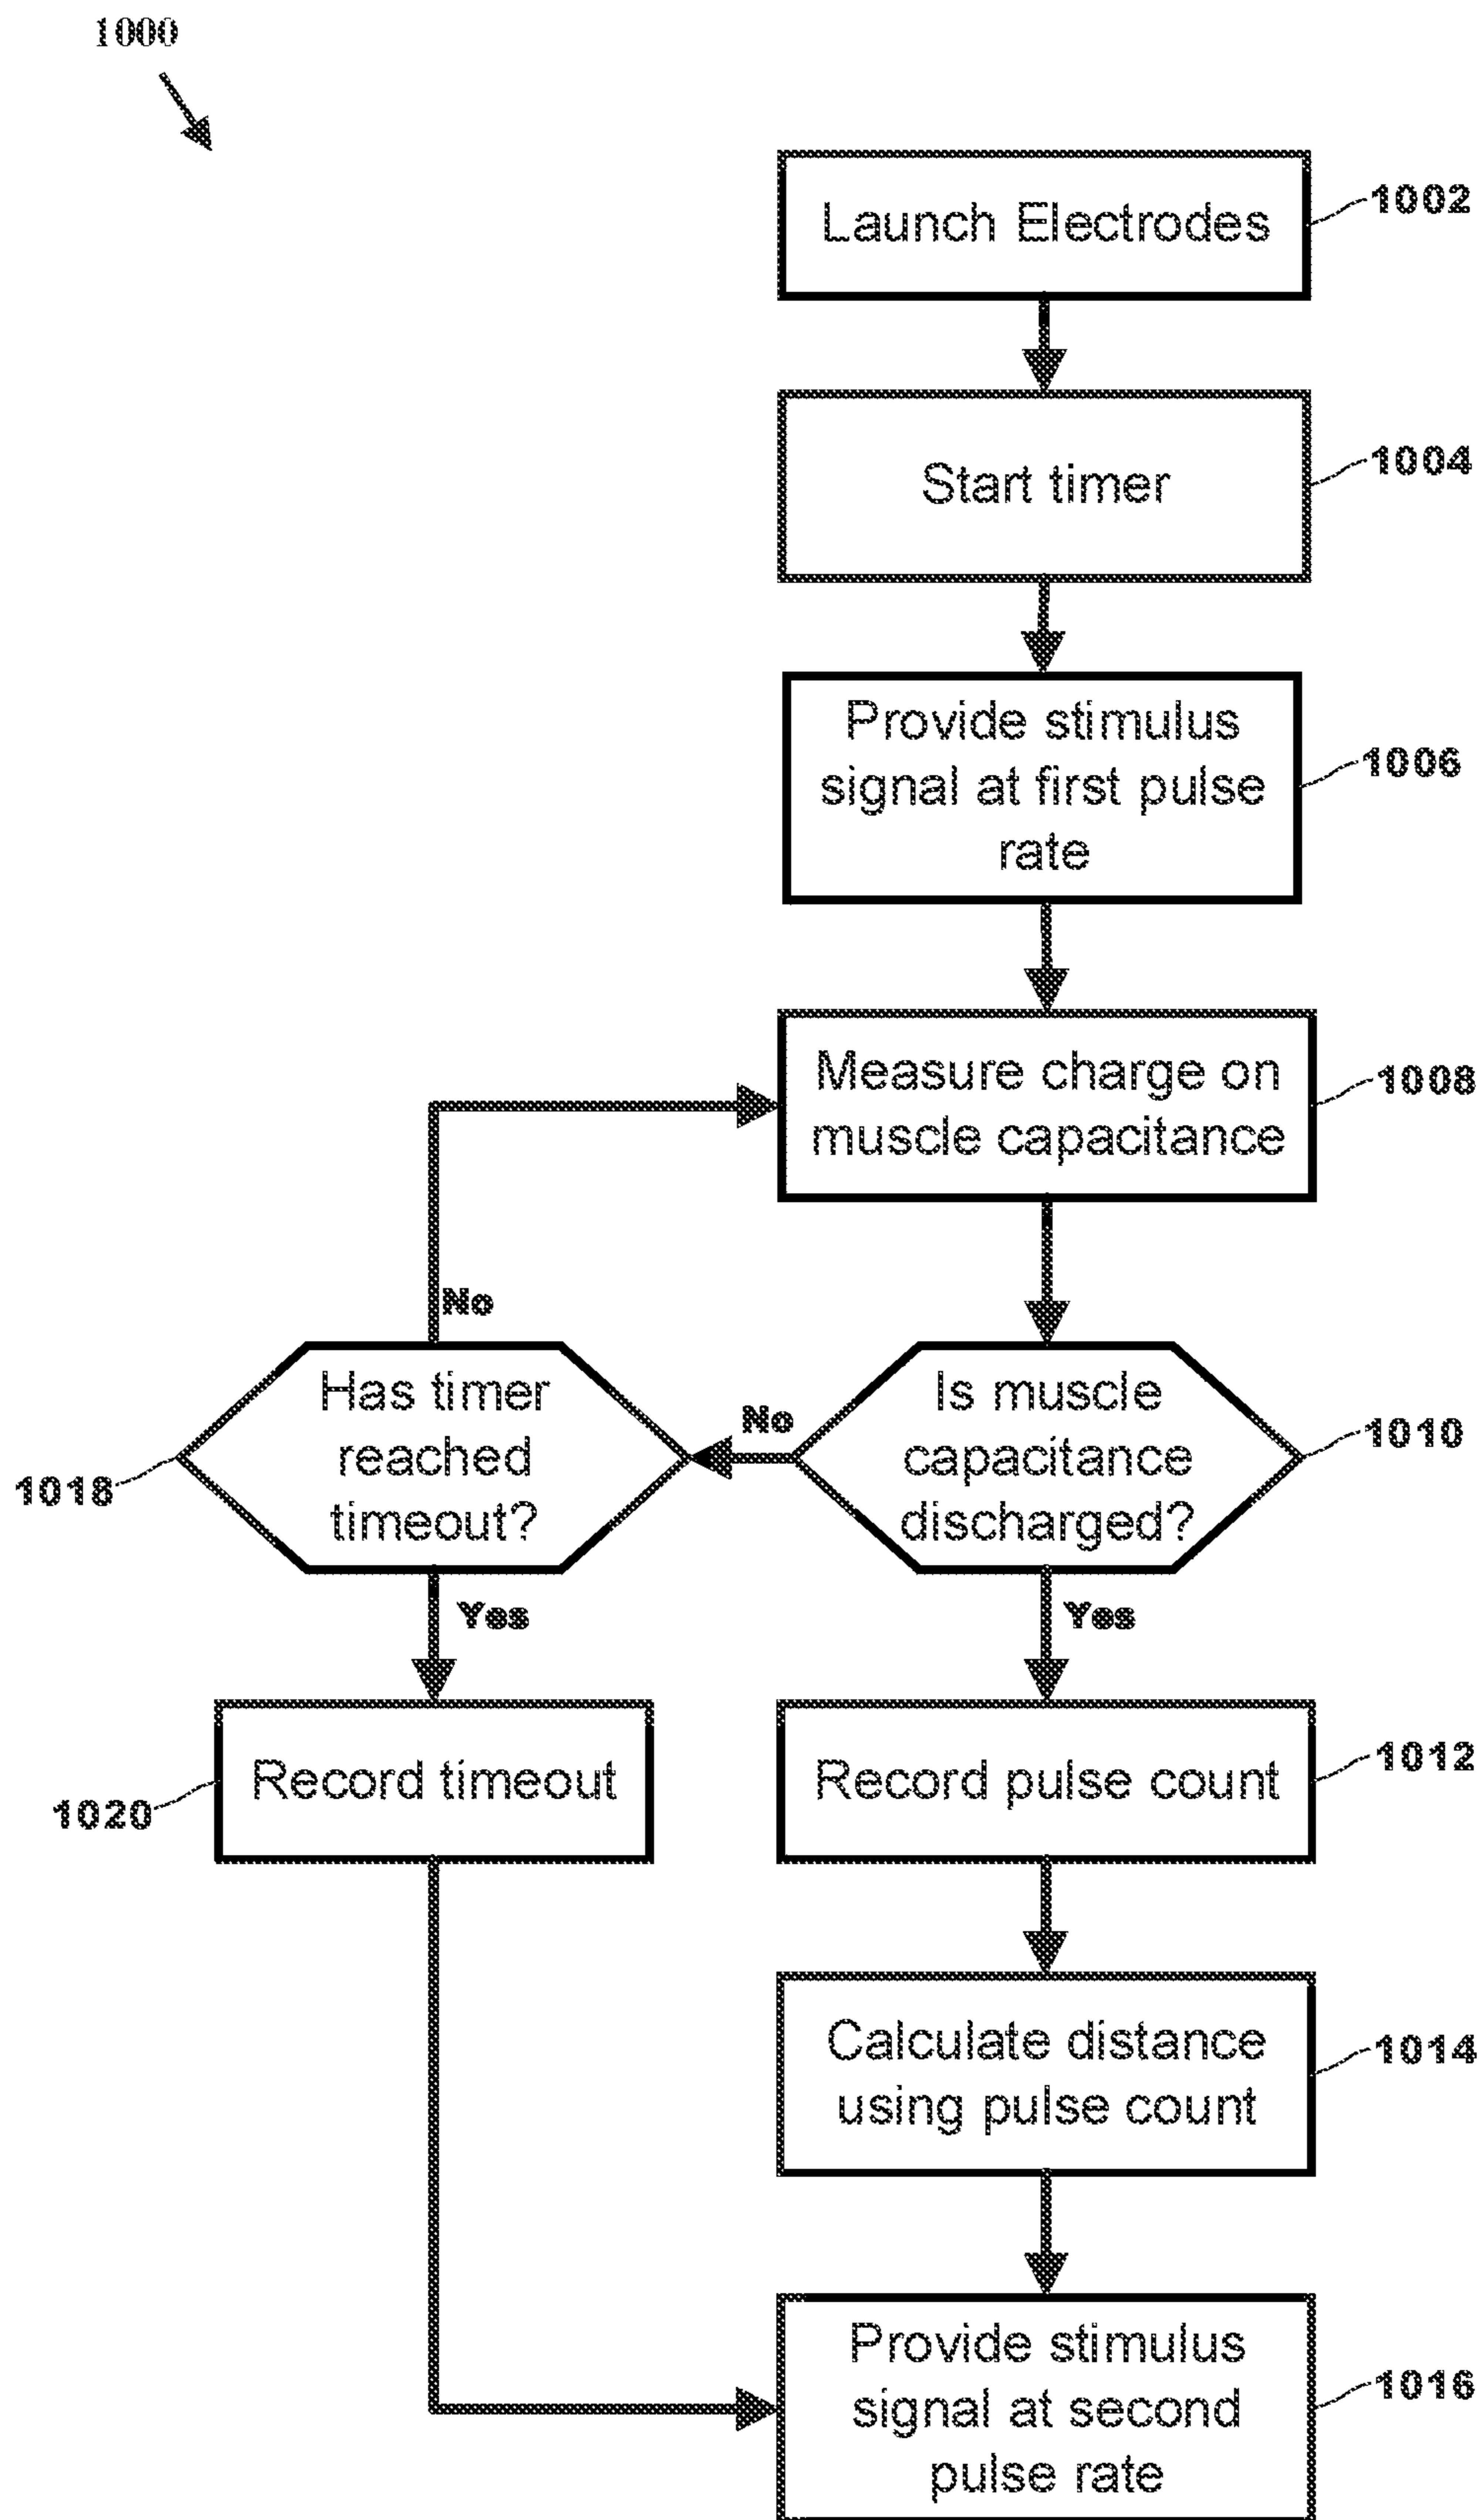 1000
Launch Electrodes
1002
Start timer
1004
Provide stimulus
signal at first pulse
rate
1006
Measure charge on
muscle capacitance
1008
No
Has timer
reached
timeout?
1018
No
Is muscle
capacitance
discharged?
1010
Yes
Yes
Record timeout
1020
Record pulse count
1012
Calculate distance
using pulse count
1014
Provide stimulus
signal at second
pulse rate
1016